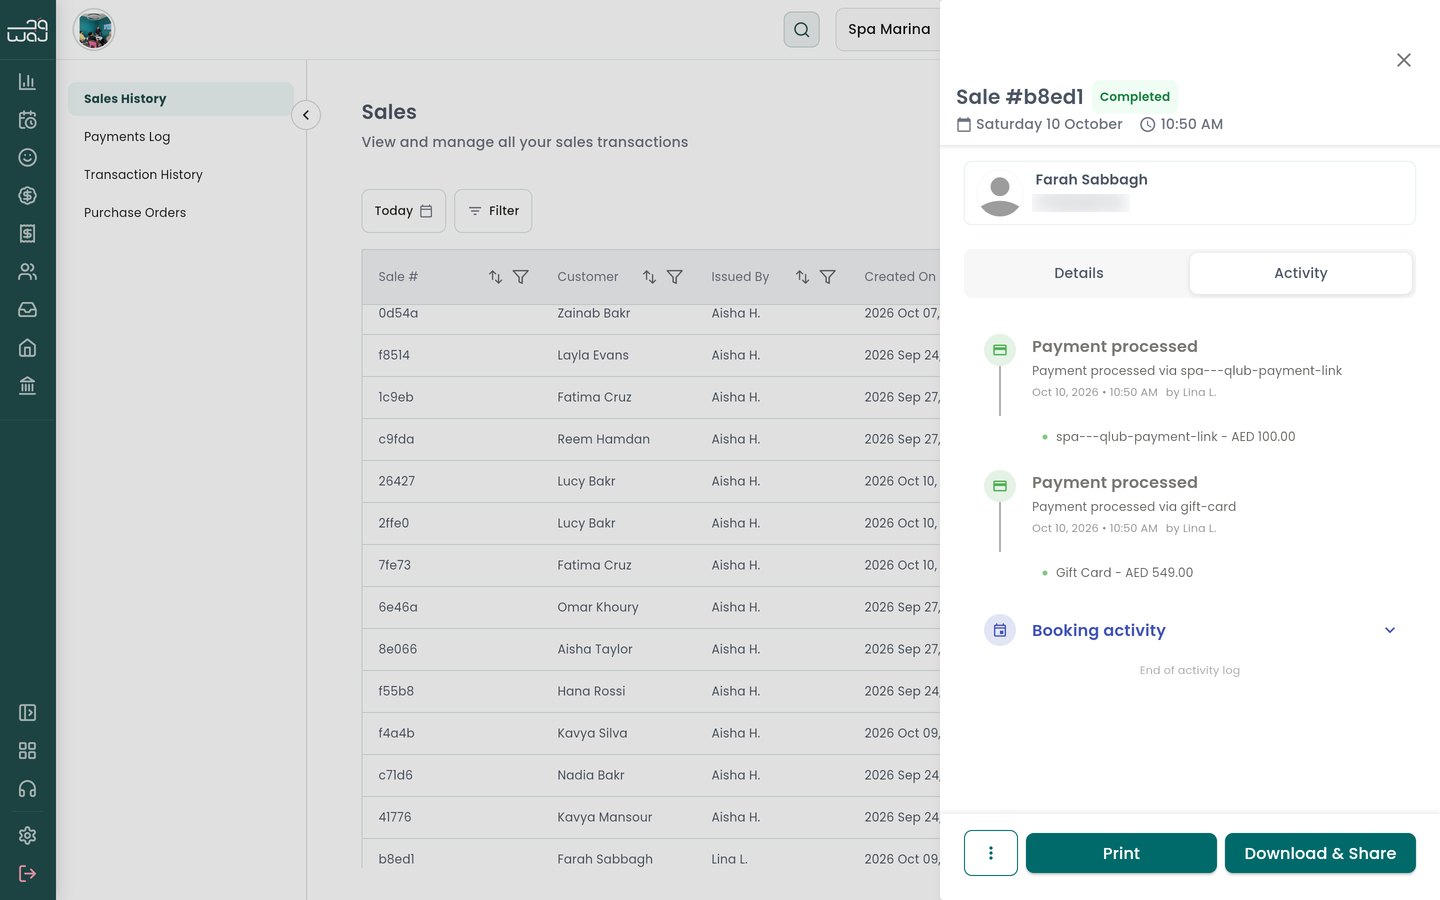 Spa Marina
Sales History
Payments Log
Transaction History
Purchase Orders
Sales
View and manage all your sales transactions
Today
Filter
Sale # Customer Issued By Created On
0d54a Zainab Bakr Aisha H. 2026 Oct 07,
f8514 Layla Evans Aisha H. 2026 Sep 24,
1c9eb Fatima Cruz Aisha H. 2026 Sep 27,
c9fda Reem Hamdan Aisha H. 2026 Sep 27,
26427 Lucy Bakr Aisha H. 2026 Oct 10,
2ffe0 Lucy Bakr Aisha H. 2026 Oct 10,
7fe73 Fatima Cruz Aisha H. 2026 Oct 10,
6e46a Omar Khoury Aisha H. 2026 Sep 27,
8e066 Aisha Taylor Aisha H. 2026 Sep 27,
f55b8 Hana Rossi Aisha H. 2026 Sep 24,
f4a4b Kavya Silva Aisha H. 2026 Oct 09,
c71d6 Nadia Bakr Aisha H. 2026 Sep 24,
41776 Kavya Mansour Aisha H. 2026 Oct 09,
b8ed1 Farah Sabbagh Lina L. 2026 Oct 09,
Sale #b8ed1 Completed
Saturday 10 October 10:50 AM
Farah Sabbagh
Details Activity
Payment processed
Payment processed via spa---qlub-payment-link
Oct 10, 2026 • 10:50 AM by Lina L.
• spa---qlub-payment-link - AED 100.00
Payment processed
Payment processed via gift-card
Oct 10, 2026 • 10:50 AM by Lina L.
• Gift Card - AED 549.00
Booking activity
End of activity log
Print
Download & Share